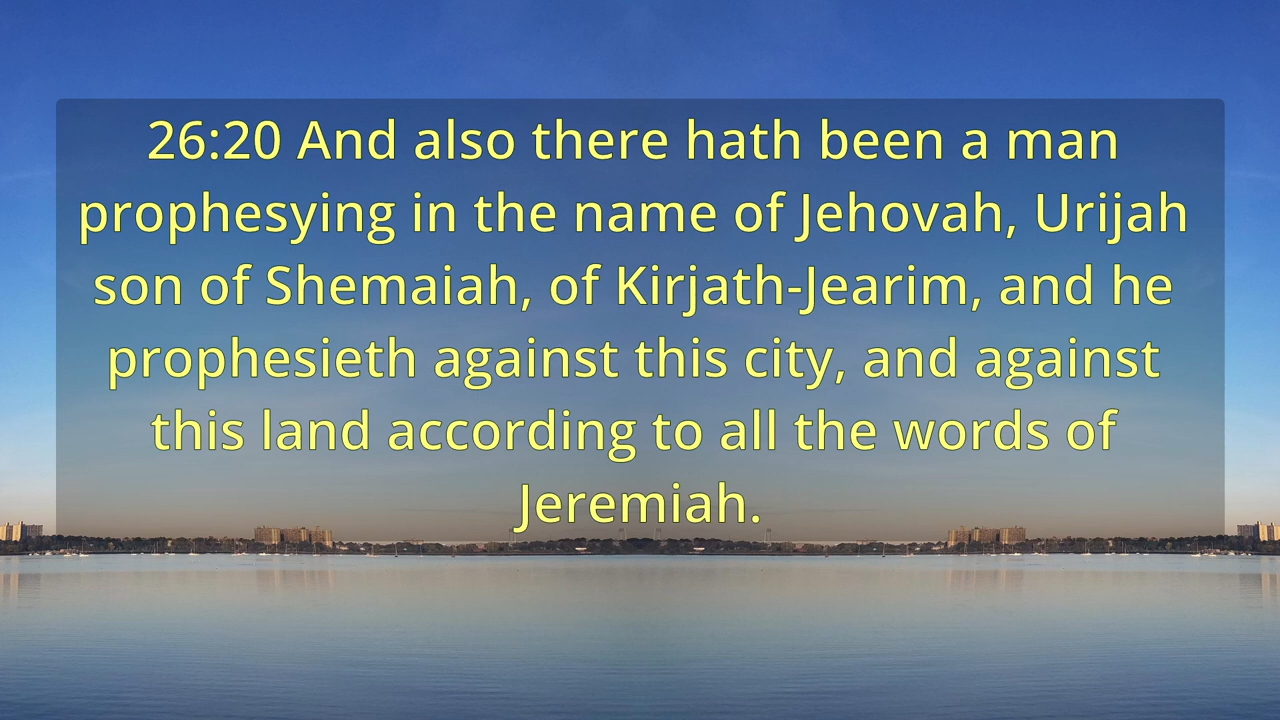 26:20 And also there hath been a man
prophesying in the name of Jehovah, Urijah
son of Shemaiah, of Kirjath-Jearim, and he
prophesieth against this city, and against
this land according to all the words of
Jeremiah.